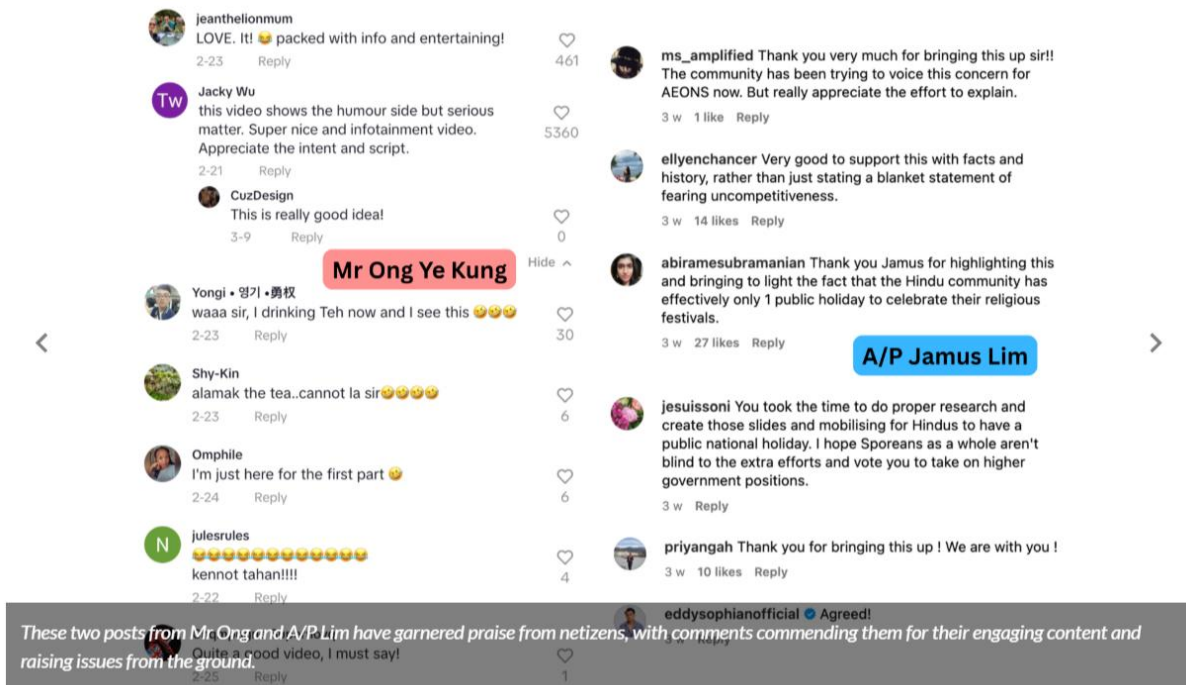 jeanthelionmum
LOVE. It! 😂 packed with info and entertaining!
2-23 Reply
461
Tw
Jacky Wu
this video shows the humour side but serious
matter. Super nice and infotainment video.
Appreciate the intent and script.
2-21 Reply
5360
CuzDesign
This is really good idea!
3-9 Reply
0
Hide
Mr Ong Ye Kung
Yongi • 영기 •勇权
waaa sir, I drinking Teh now and I see this 🤣🤣🤣
2-23 Reply
30
Shy-Kin
alamak the tea..cannot la sir🤣🤣🤣🤣
2-23 Reply
6
Omphile
I'm just here for the first part 🤣
2-24 Reply
6
N
julesrules
😂😂😂😂😂😂😂😂😂😂😂😂
kennot tahan!!!!
2-22 Reply
4
Quite a good video, I must say!
2-25 Reply
1
ms_amplified Thank you very much for bringing this up sir!!
The community has been trying to voice this concern for
AEONS now. But really appreciate the effort to explain.
3 w 1 like Reply
ellyenchancer Very good to support this with facts and
history, rather than just stating a blanket statement of
fearing uncompetitiveness.
3 w 14 likes Reply
abiramesubramanian Thank you Jamus for highlighting this
and bringing to light the fact that the Hindu community has
effectively only 1 public holiday to celebrate their religious
festivals.
3 w 27 likes Reply
A/P Jamus Lim
jesuissoni You took the time to do proper research and
create those slides and mobilising for Hindus to have a
public national holiday. I hope Sporeans as a whole aren't
blind to the extra efforts and vote you to take on higher
government positions.
3 w Reply
priyangah Thank you for bringing this up ! We are with you !
3 w 10 likes Reply
eddysophianofficial Agreed!
3 w Reply
These two posts from Mr Ong and A/P Lim have garnered praise from netizens, with comments commending them for their engaging content and
raising issues from the ground.